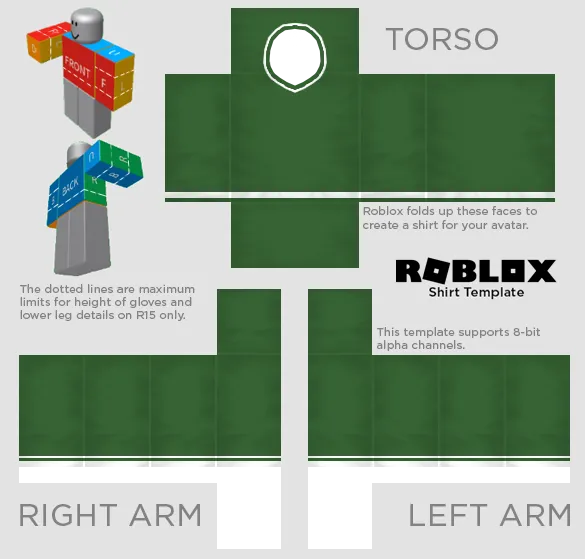 TORSO
FRONT
F
L
U
R
D
BACK
U
R
B
B
Roblox folds up these faces to
create a shirt for your avatar.
ROBLOX
Shirt Template
The dotted lines are maximum
limits for height of gloves and
lower leg details on R15 only.
This template supports 8-bit
alpha channels.
RIGHT ARM
LEFT ARM